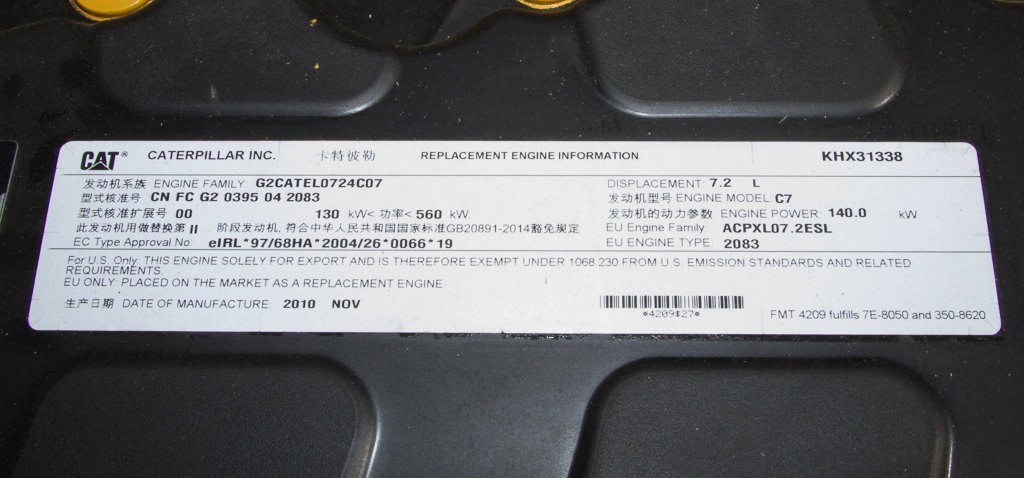 CAT® CATERPILLAR INC. 卡特彼勒 REPLACEMENT ENGINE INFORMATION KHX31338
发动机系族 ENGINE FAMILY: G2CATEL0724C07 DISPLACEMENT: 7.2 L
型式核准号 CN FC G2 0395 04 2083 发动机型号 ENGINE MODEL C7
型式核准扩展号 00 130 kW< 功率< 560 kW. 发动机的动力参数 ENGINE POWER: 140.0 kW
此发动机用做替换第 II 阶段发动机, 符合中华人民共和国国家标准GB20891-2014豁免规定 EU Engine Family: ACPXL07.2ESL
EC Type Approval No: eIRL*97/68HA*2004/26*0066*19 EU ENGINE TYPE 2083
For U.S. Only: THIS ENGINE SOLELY FOR EXPORT AND IS THEREFORE EXEMPT UNDER 1068.230 FROM U.S. EMISSION STANDARDS AND RELATED
REQUIREMENTS.
EU ONLY: PLACED ON THE MARKET AS A REPLACEMENT ENGINE
生产日期 DATE OF MANUFACTURE: 2010 NOV
*4209$27*
FMT 4209 fulfills 7E-8050 and 350-8620